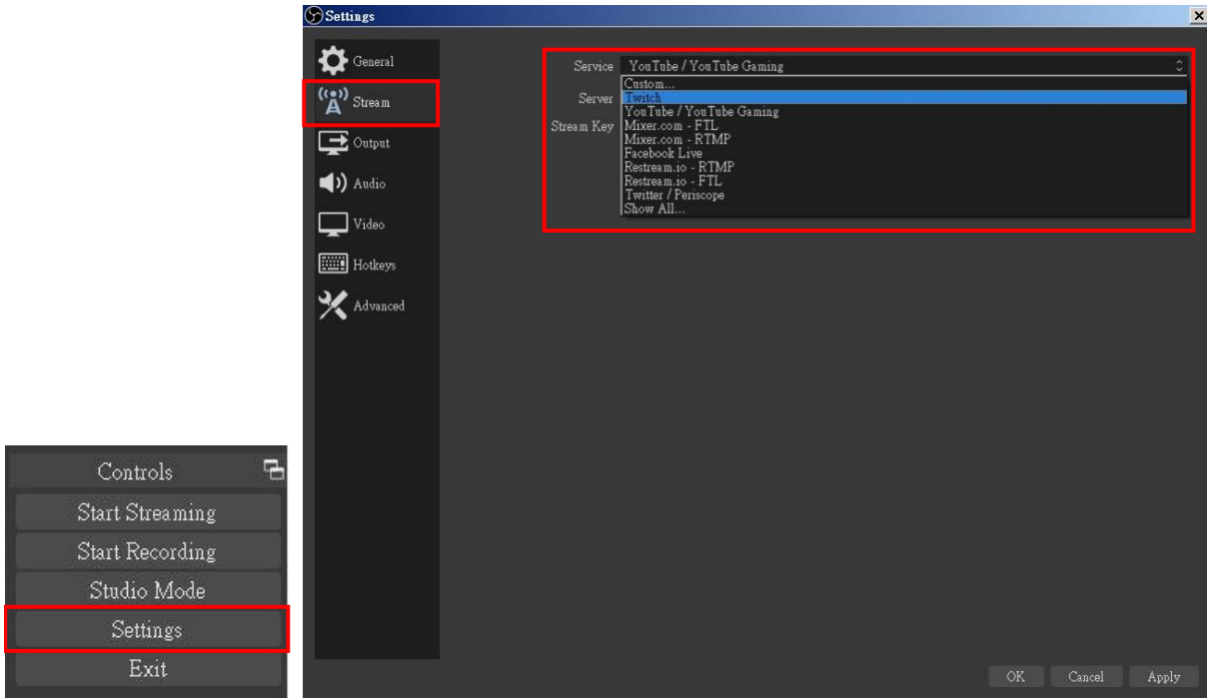 Settings
General
Stream
Output
Audio
Video
Hotkeys
Advanced
Service YouTube / YouTube Gaming
Server
Stream Key
Custom...
Twitch
YouTube / YouTube Gaming
Mixer.com - FTL
Mixer.com - RTMP
Facebook Live
Restream.io - RTMP
Restream.io - FTL
Twitter / Periscope
Show All...
OK Cancel Apply
Controls
Start Streaming
Start Recording
Studio Mode
Settings
Exit